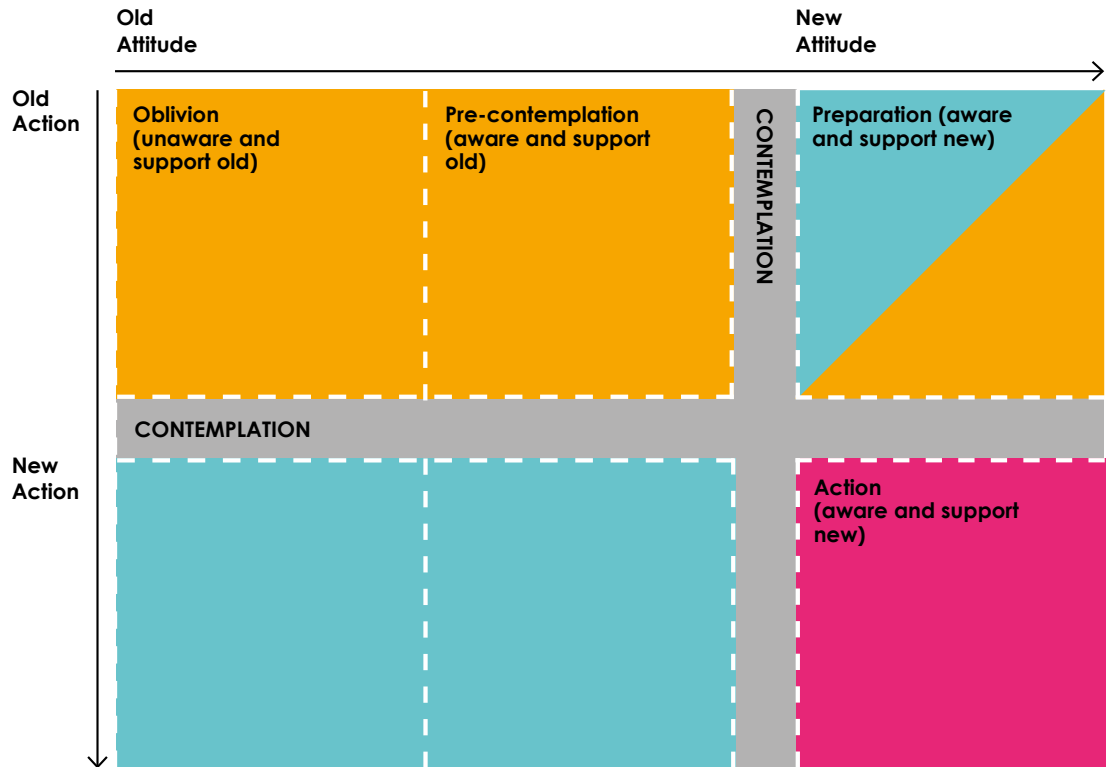 Old
Attitude
New
Attitude
Old
Action
Oblivion
(unaware and
support old)
Pre-contemplation
(aware and support
old)
CONTEMPLATION
Preparation (aware
and support new)
CONTEMPLATION
New
Action
Action
(aware and support
new)